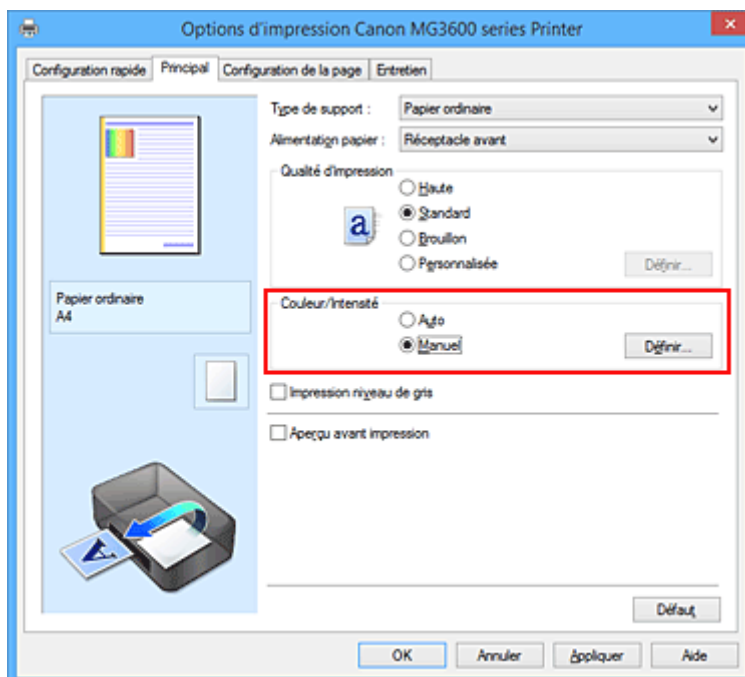 Options d'impression Canon MG3600 series Printer
Configuration rapide Principal Configuration de la page Entretien
Type de support : Papier ordinaire
Alimentation papier : Réceptacle avant
Qualité d'impression
Haute
a Standard
Brouillon
Personnalisée Définir...
Papier ordinaire
A4
Couleur/Intensité
Auto
Manuel Définir...
Impression niveau de gris
Aperçu avant impression
A
Défaut
OK Annuler Appliquer Aide